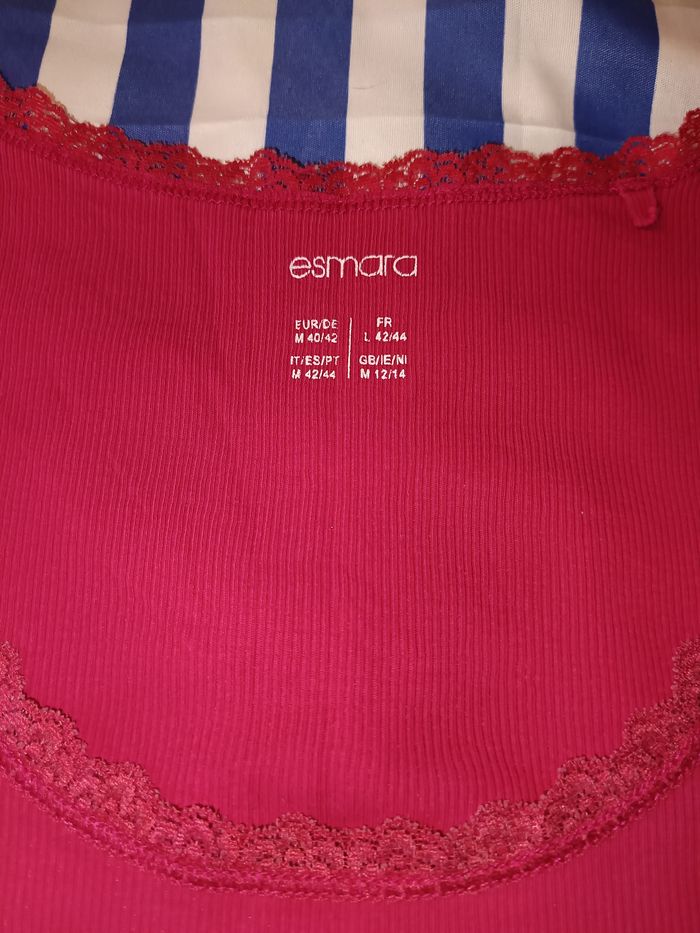 esmara
EUR/DE
M 40/42
FR
L 42/44
IT/ES/PT
M 42/44
GB/IE/NI
M 12/14